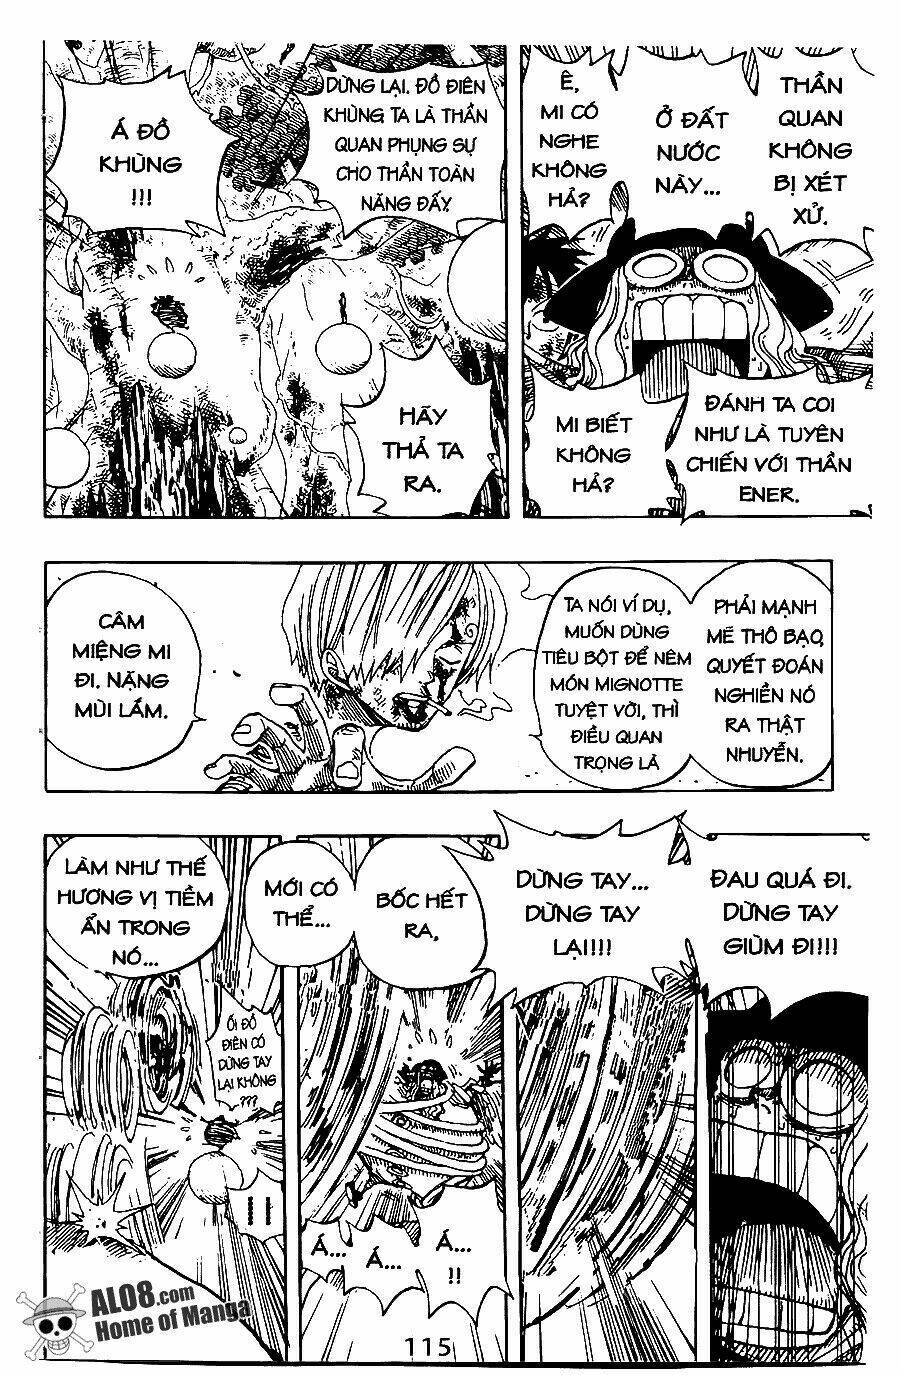 THẦN
QUAN
KHÔNG
BỊ XÉT
XỬ.
Ở ĐẤT
NƯỚC
NÀY...
Ê,
MI CÓ
NGHE
KHÔNG
HẢ?
ĐÁNH TA COI
NHƯ LÀ TUYÊN
CHIẾN VỚI THẦN
ENER.
MI BIẾT
KHÔNG
HẢ?
DỪNG LẠI. ĐỒ ĐIÊN
KHÙNG TA LÀ THẦN
QUAN PHỤNG SỰ
CHO THẦN TOÀN
NĂNG ĐẤY.
Á ĐỒ
KHÙNG
!!!
HÃY
THẢ TA
RA.
PHẢI MẠNH
MẼ THÔ BẠO,
QUYẾT ĐOÁN
NGHIỀN NÓ
RA THẬT
NHUYỄN.
TA NÓI VÍ DỤ,
MUỐN DÙNG
TIÊU BỘT ĐỂ NÊM
MÓN MIGNOTTE
TUYỆT VỜI, THÌ
ĐIỀU QUAN
TRỌNG LÀ
CÂM
MIỆNG MI
ĐI. NẶNG
MÙI LẮM.
ĐAU QUÁ ĐI.
DỪNG TAY
GIÙM ĐI!!!
DỪNG TAY...
DỪNG TAY
LẠI!!!!
BỐC HẾT
RA,
MỚI CÓ
THỂ...
Á...
!!
Á...
Á...
LÀM NHƯ THẾ
HƯƠNG VỊ TIỀM
ẨN TRONG
NÓ...
ÔI ĐỒ
ĐIÊN CÓ
DỪNG TAY
LẠI KHÔNG
???
!!
115
AL08.com
Home of Manga